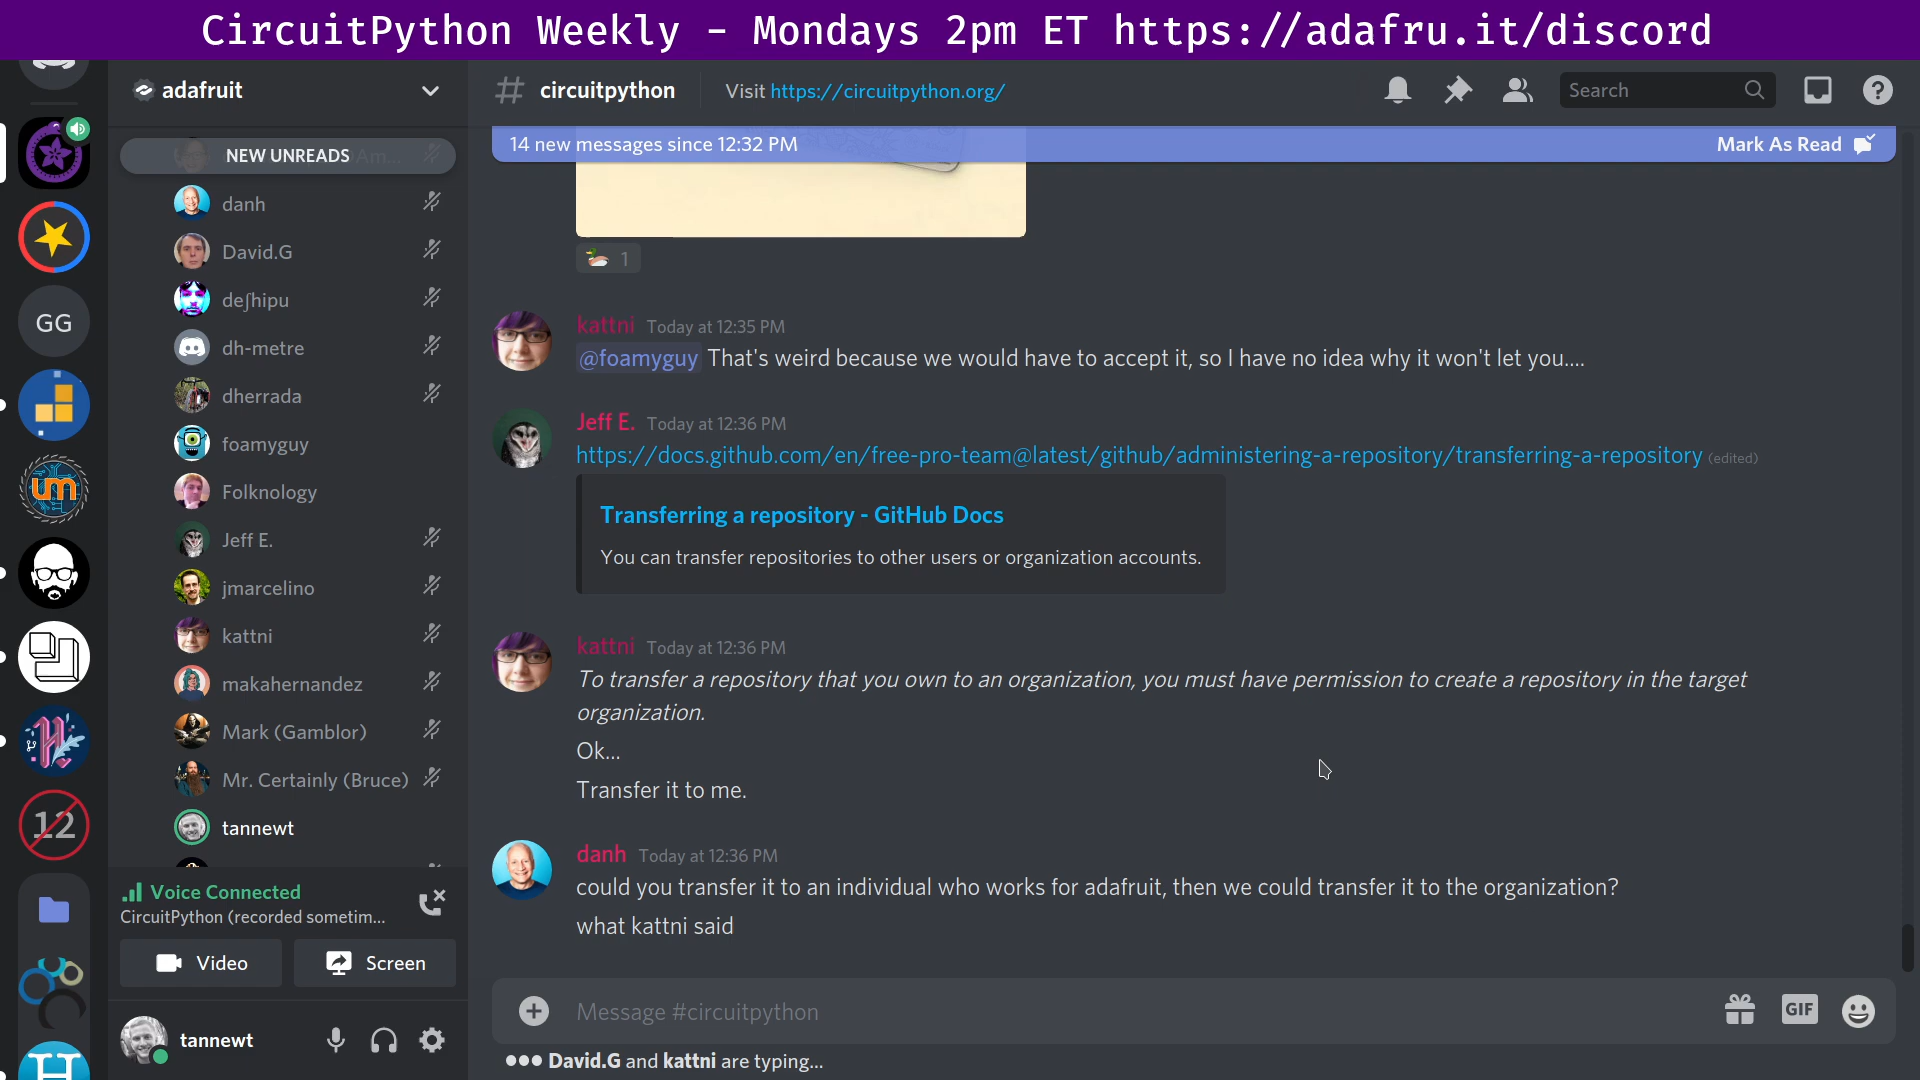 CircuitPython Weekly - Mondays 2pm ET https://adafru.it/discord
adafruit
circuitpython
Visit https://circuitpython.org/
Search
NEW UNREADS
14 new messages since 12:32 PM
Mark As Read
danh
David.G
deʃhipu
GG
dh-metre
dherrada
foamyguy
Folknology
um
Jeff E.
jmarcelino
kattni
makahernandez
Mark (Gamblor)
Mr. Certainly (Bruce)
12
tannewt
1
kattni Today at 12:35 PM
@foamyguy That's weird because we would have to accept it, so I have no idea why it won't let you....
Jeff E. Today at 12:36 PM
https://docs.github.com/en/free-pro-team@latest/github/administering-a-repository/transferring-a-repository (edited)
Transferring a repository - GitHub Docs
You can transfer repositories to other users or organization accounts.
kattni Today at 12:36 PM
To transfer a repository that you own to an organization, you must have permission to create a repository in the target
organization.
Ok...
Transfer it to me.
danh Today at 12:36 PM
could you transfer it to an individual who works for adafruit, then we could transfer it to the organization?
what kattni said
Voice Connected
CircuitPython (recorded sometim...
Video
Screen
tannewt
Message #circuitpython
GIF
David.G and kattni are typing...